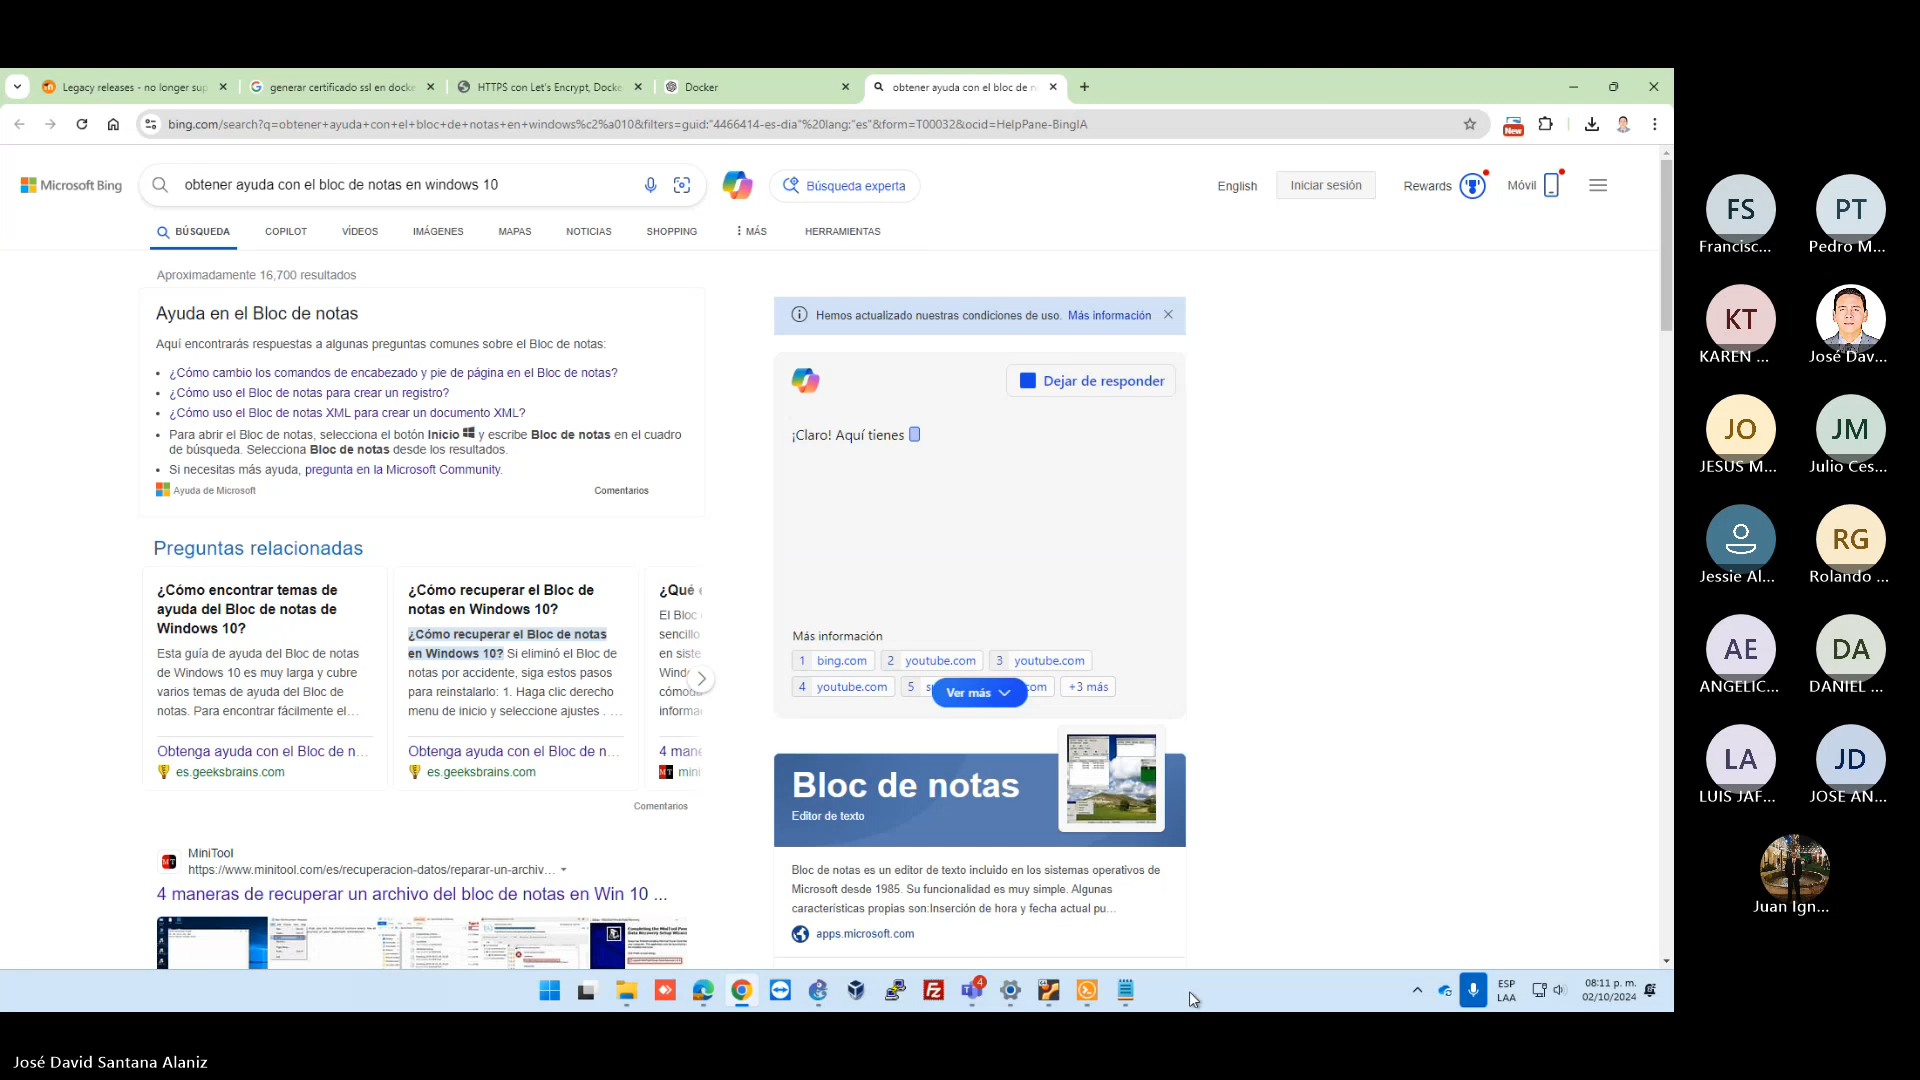 Legacy releases - no longer sup
generar certificado ssl en docke
HTTPS con Let's Encrypt, Docke
Docker
obtener ayuda con el bloc de n
bing.com/search?q=obtener+ayuda+con+el+bloc+de+notas+en+windows%c2%a010&filters=guid:"4466414-es-dia"%20lang:"es"&form=T00032&ocid=HelpPane-BingIA
New
Microsoft Bing
obtener ayuda con el bloc de notas en windows 10
Búsqueda experta
English
Iniciar sesión
Rewards
Móvil
BÚSQUEDA
COPILOT
VÍDEOS
IMÁGENES
MAPAS
NOTICIAS
SHOPPING
MÁS
HERRAMIENTAS
Aproximadamente 16,700 resultados
Ayuda en el Bloc de notas
Aquí encontrarás respuestas a algunas preguntas comunes sobre el Bloc de notas:
• ¿Cómo cambio los comandos de encabezado y pie de página en el Bloc de notas?
• ¿Cómo uso el Bloc de notas para crear un registro?
• ¿Cómo uso el Bloc de notas XML para crear un documento XML?
• Para abrir el Bloc de notas, selecciona el botón Inicio y escribe Bloc de notas en el cuadro
de búsqueda. Selecciona Bloc de notas desde los resultados.
• Si necesitas más ayuda, pregunta en la Microsoft Community.
Ayuda de Microsoft
Comentarios
Preguntas relacionadas
¿Cómo encontrar temas de
ayuda del Bloc de notas de
Windows 10?
Esta guía de ayuda del Bloc de notas
de Windows 10 es muy larga y cubre
varios temas de ayuda del Bloc de
notas. Para encontrar fácilmente el…
Obtenga ayuda con el Bloc de n…
es.geeksbrains.com
¿Cómo recuperar el Bloc de
notas en Windows 10?
¿Cómo recuperar el Bloc de notas
en Windows 10? Si eliminó el Bloc de
notas por accidente, siga estos pasos
para reinstalarlo: 1. Haga clic derecho
menu de inicio y seleccione ajustes . …
Obtenga ayuda con el Bloc de n…
es.geeksbrains.com
¿Qué
El Bloc
sencillo
en siste
Wind
cómod
informa
4 mane
MT mini
Comentarios
MT
MiniTool
https://www.minitool.com/es/recuperacion-datos/reparar-un-archiv…
4 maneras de recuperar un archivo del bloc de notas en Win 10 ...
Hemos actualizado nuestras condiciones de uso. Más información
Dejar de responder
¡Claro! Aquí tienes
Más información
1 bing.com
2 youtube.com
3 youtube.com
4 youtube.com
5 s
com
+3 más
Ver más
Bloc de notas
Editor de texto
Bloc de notas es un editor de texto incluido en los sistemas operativos de
Microsoft desde 1985. Su funcionalidad es muy simple. Algunas
características propias son:Inserción de hora y fecha actual pu…
apps.microsoft.com
4
ESP
LAA
08:11 p. m.
02/10/2024
FS
Francisc...
PT
Pedro M...
KT
KAREN ...
José Dav...
JO
JESUS M...
JM
Julio Ces...
Jessie Al...
RG
Rolando ...
AE
ANGELIC...
DA
DANIEL ...
LA
LUIS JAF...
JD
JOSE AN...
Juan Ign...
José David Santana Alaniz